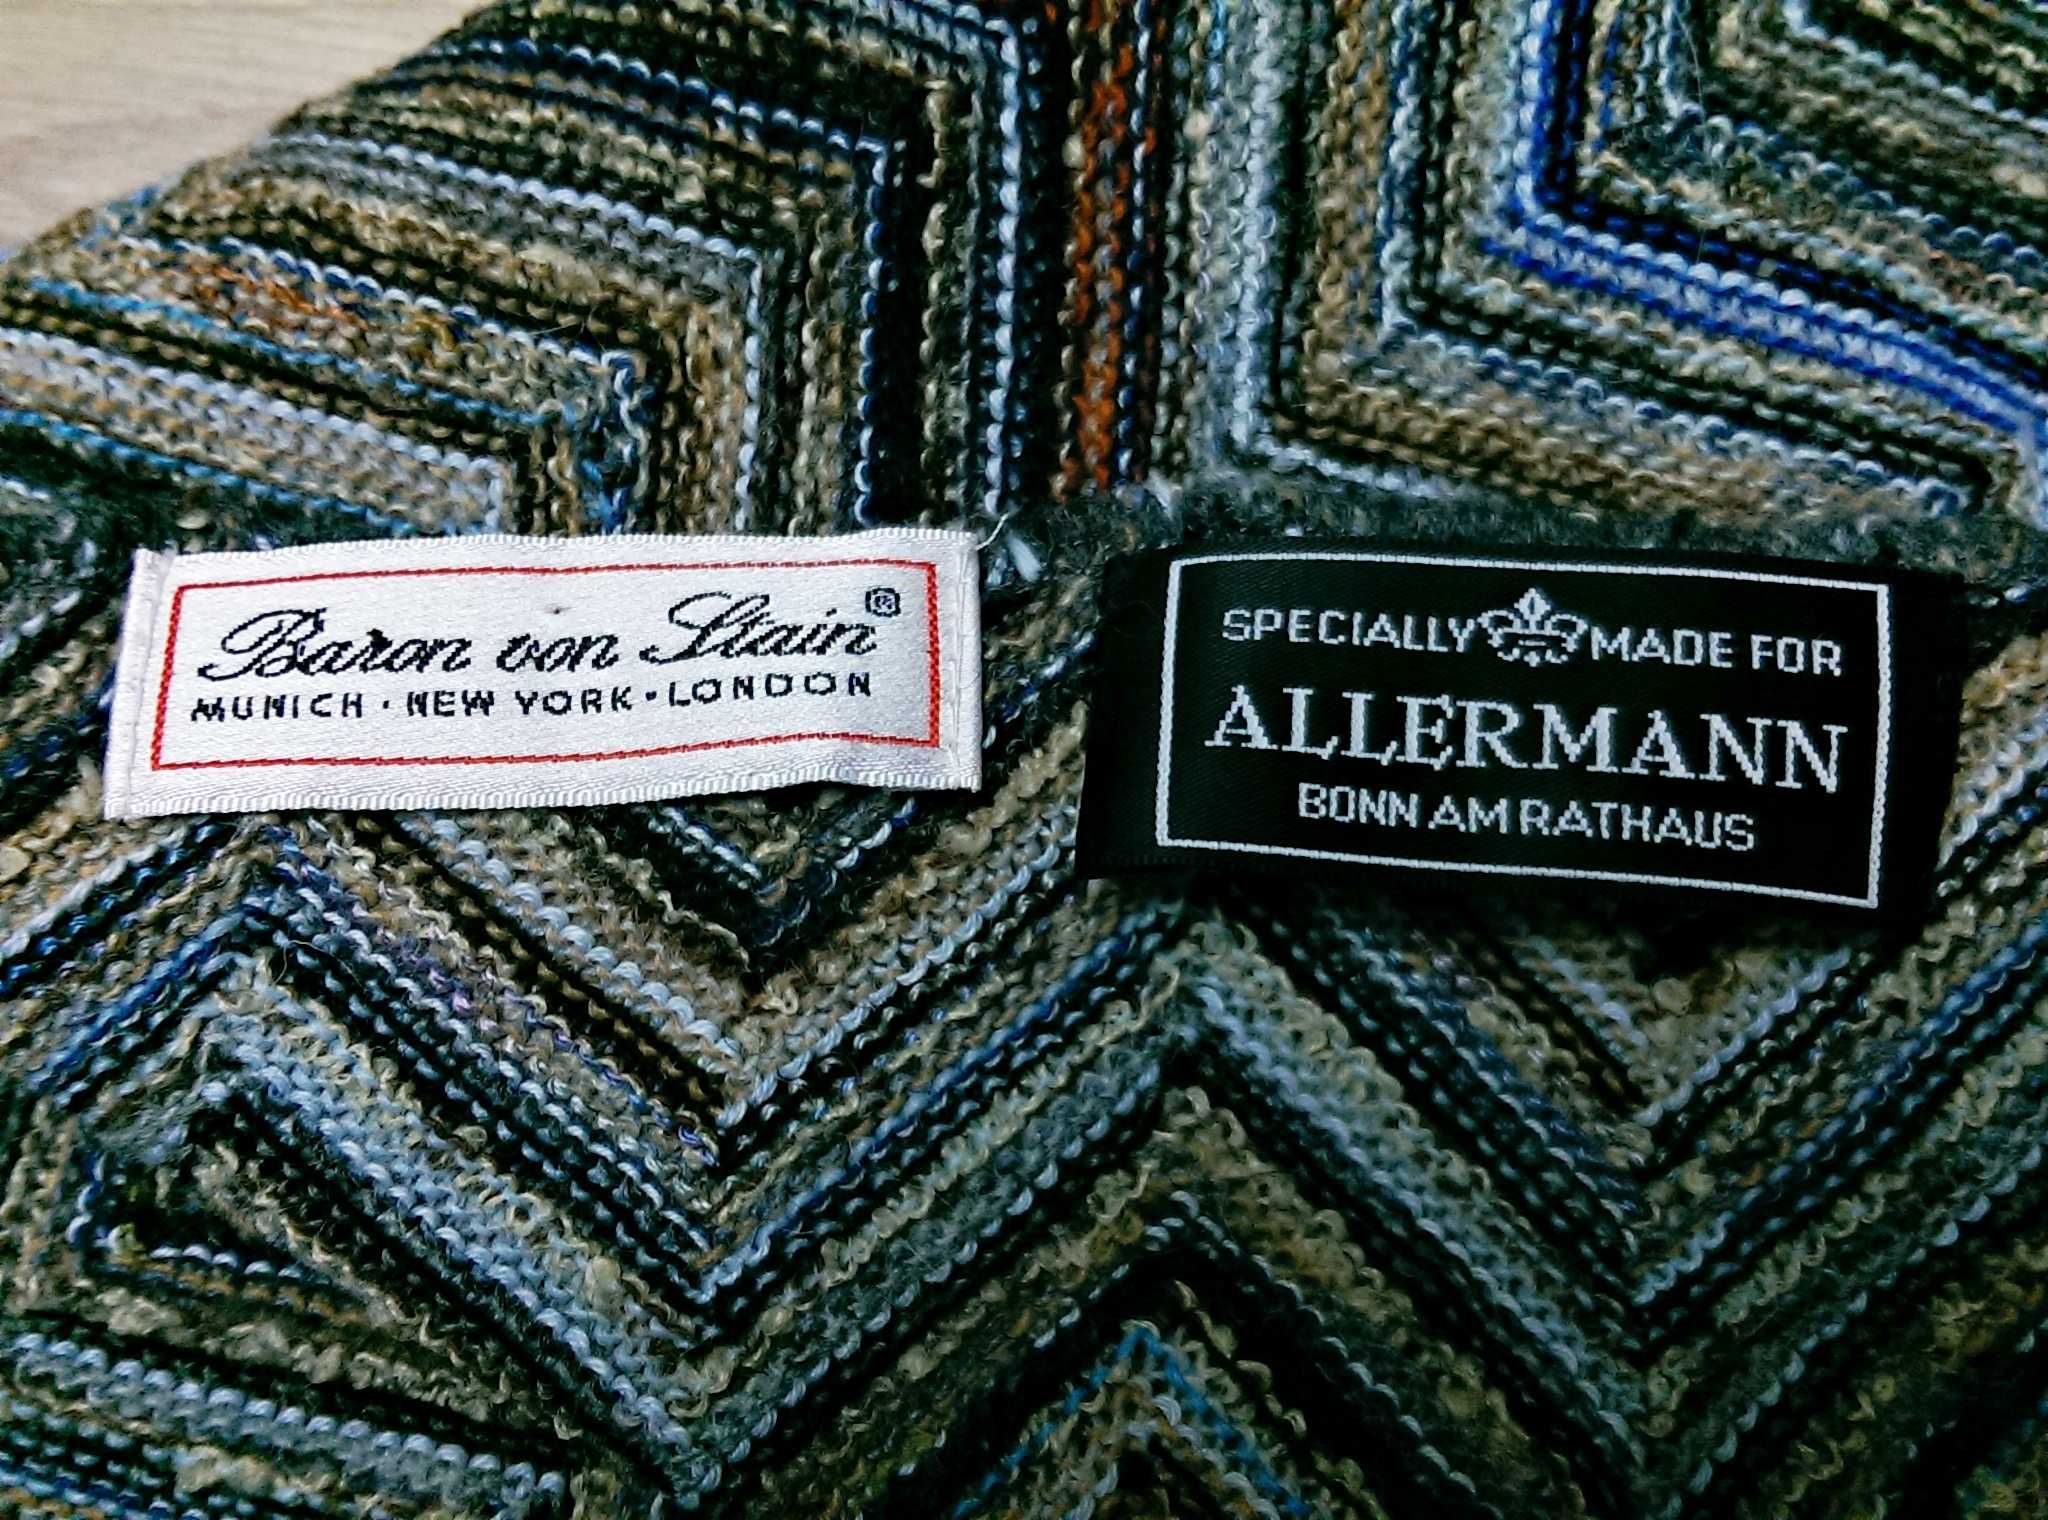 Baron von Stain®
MUNICH · NEW YORK · LONDON
SPECIALLY MADE FOR
ALLERMANN
BONN AM RATHAUS